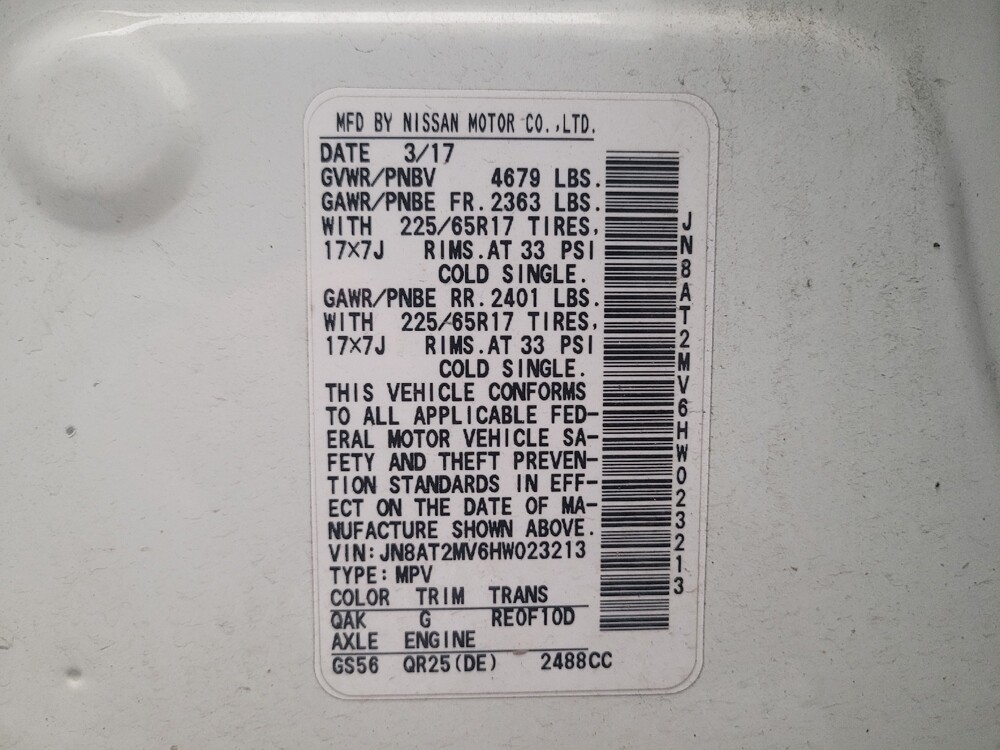 MFD BY NISSAN MOTOR CO.,LTD.
DATE 3/17
GVWR/PNBV 4679 LBS.
GAWR/PNBE FR.2363 LBS.
WITH 225/65R17 TIRES,
17×7J RIMS.AT 33 PSI
COLD SINGLE.
GAWR/PNBE RR.2401 LBS.
WITH 225/65R17 TIRES,
17×7J RIMS.AT 33 PSI
COLD SINGLE.
THIS VEHICLE CONFORMS
TO ALL APPLICABLE FED-
ERAL MOTOR VEHICLE SA-
FETY AND THEFT PREVEN-
TION STANDARDS IN EFF-
ECT ON THE DATE OF MA-
NUFACTURE SHOWN ABOVE.
VIN:JN8AT2MV6HW023213
TYPE:MPV
COLOR TRIM TRANS
QAK G RE0F10D
AXLE ENGINE
GS56 QR25(DE) 2488CC
JN8AT2MV6HW023213